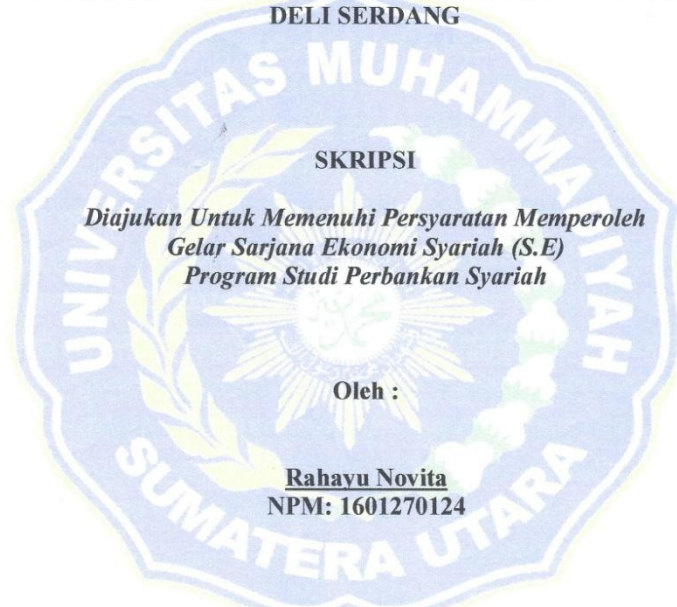 DELI SERDANG
SKRIPSI
Diajukan Untuk Memenuhi Persyaratan Memperoleh
Gelar Sarjana Ekonomi Syariah (S.E)
Program Studi Perbankan Syariah
Oleh :
Rahayu Novita
NPM: 1601270124
UNIVERSITAS MUHAMMADIYAH
SUMATERA UTARA